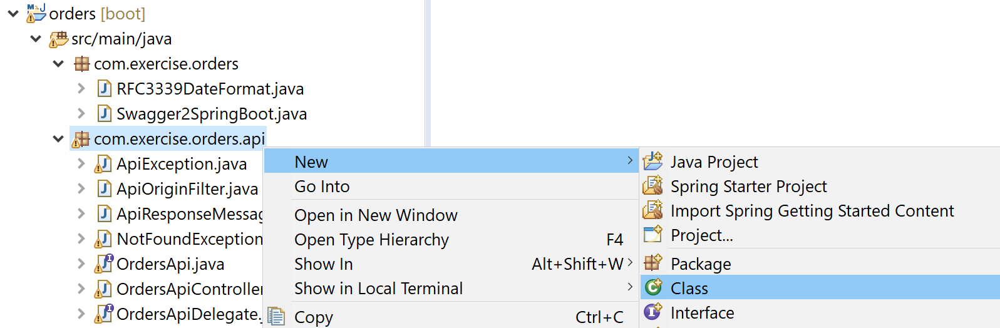 orders [boot]
src/main/java
com.exercise.orders
RFC3339DateFormat.java
Swagger2SpringBoot.java
com.exercise.orders.api
ApiException.java
ApiOriginFilter.java
ApiResponseMessag
NotFoundException
OrdersApi.java
OrdersApiController
OrdersApiDelegate.
New
Go Into
Open in New Window
Open Type Hierarchy F4
Show In Alt+Shift+W
Show in Local Terminal
Copy Ctrl+C
Java Project
Spring Starter Project
Import Spring Getting Started Content
Project...
Package
Class
Interface